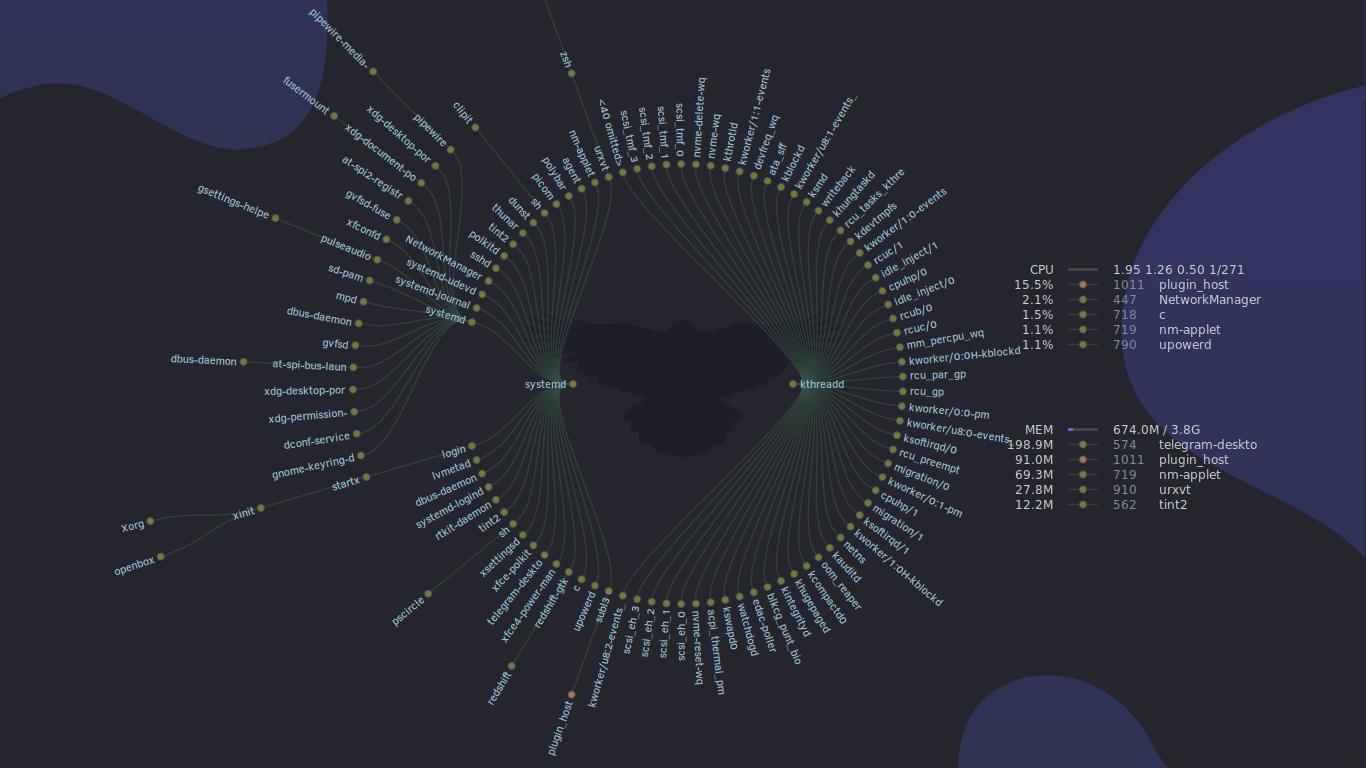 pipewire-media-
fusermount
xdg-desktop-por
pipewire
clipit
xdg-document-po
at-spi2-registr
gvfsd-fuse
gsettings-helpe
xfconfd
pulseaudio
sd-pam
mpd
dbus-daemon
gvfsd
dbus-daemon
at-spi-bus-laun
xdg-desktop-por
xdg-permission-
dconf-service
gnome-keyring-d
startx
xinit
Xorg
openbox
zsh
urxvt
nm-applet
agent
polybar
picom
sh
dunst
thunar
tint2
polkitd
sshd
NetworkManager
systemd-udevd
systemd-journal
systemd
systemd
login
lvmetad
dbus-daemon
systemd-logind
rtkit-daemon
tint2
sh
pscircle
xsettingsd
xfce-polkit
telegram-deskto
xfce4-power-man
redshift-gtk
redshift
c
upowerd
subl3
plugin_host
<40 omitted>
scsi_tmf_3
scsi_tmf_2
scsi_tmf_1
scsi_tmf_0
nvme-delete-wq
nvme-wq
kthrotld
kworker/1:1-events
devfreq_wq
ata_sff
kblockd
kworker/u8:1-events_
ksmd
writeback
khungtaskd
rcu_tasks_kthre
kdevtmpfs
kworker/1:0-events
rcuc/1
idle_inject/1
cpuhp/0
idle_inject/0
rcub/0
rcuc/0
mm_percpu_wq
kworker/0:0H-kblockd
rcu_par_gp
kthreadd
rcu_gp
kworker/0:0-pm
kworker/u8:0-events_
ksoftirqd/0
rcu_preempt
migration/0
kworker/0:1-pm
cpuhp/1
migration/1
ksoftirqd/1
kworker/1:0H-kblockd
netns
kauditd
oom_reaper
kcompactd0
khugepaged
kintegrityd
blkcg_punt_bio
edac-poller
watchdogd
kswapd0
acpi_thermal_pm
nvme-reset-wq
scsi_eh_0
scsi_eh_1
scsi_eh_2
scsi_eh_3
kworker/u8:2-events_
CPU 1.95 1.26 0.50 1/271
15.5% 1011 plugin_host
2.1% 447 NetworkManager
1.5% 718 c
1.1% 719 nm-applet
1.1% 790 upowerd
MEM 674.0M / 3.8G
198.9M 574 telegram-deskto
91.0M 1011 plugin_host
69.3M 719 nm-applet
27.8M 910 urxvt
12.2M 562 tint2